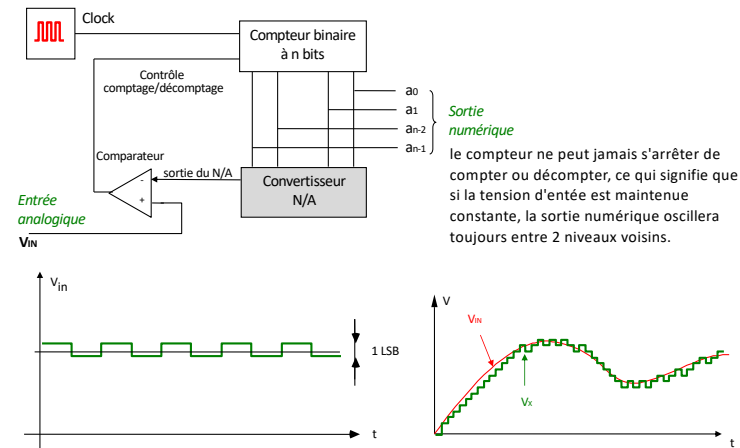 Clock
Compteur binaire
à n bits
Contrôle
comptage/décomptage
a0
a1
an-2
an-1
Sortie
numérique
Comparateur
sortie du N/A
-
+
Convertisseur
N/A
Entrée
analogique
VIN
le compteur ne peut jamais s'arrêter de
compter ou décompter, ce qui signifie que
si la tension d'entée est maintenue
constante, la sortie numérique oscillera
toujours entre 2 niveaux voisins.
Vin
1 LSB
t
V
VIN
Vx
t